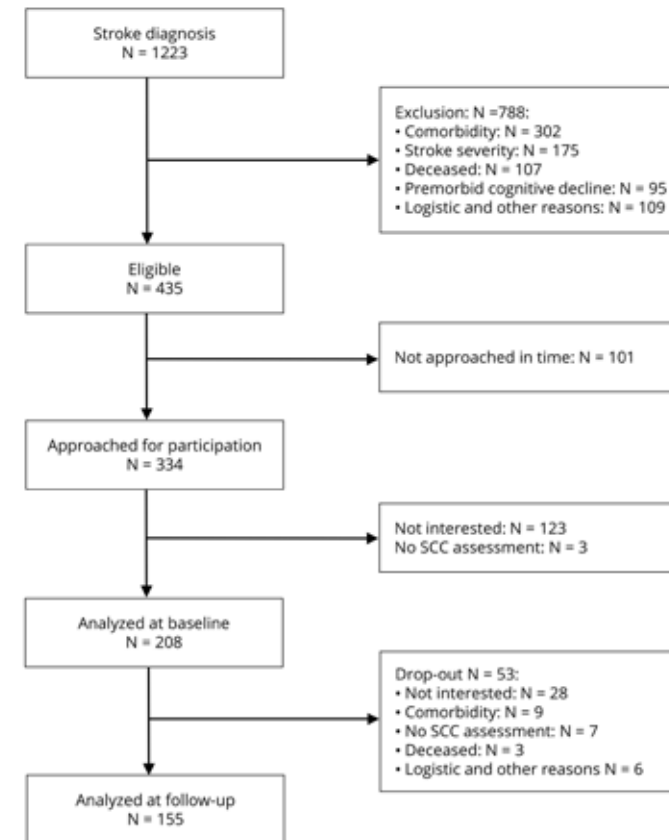 Stroke diagnosis
N = 1223
Exclusion: N =788:
• Comorbidity: N = 302
• Stroke severity: N = 175
• Deceased: N = 107
• Premorbid cognitive decline: N = 95
• Logistic and other reasons: N = 109
Eligible
N = 435
Not approached in time: N = 101
Approached for participation
N = 334
Not interested: N = 123
No SCC assessment: N = 3
Analyzed at baseline
N = 208
Drop-out N = 53:
• Not interested: N = 28
• Comorbidity: N = 9
• No SCC assessment: N = 7
• Deceased: N = 3
• Logistic and other reasons N = 6
Analyzed at follow-up
N = 155